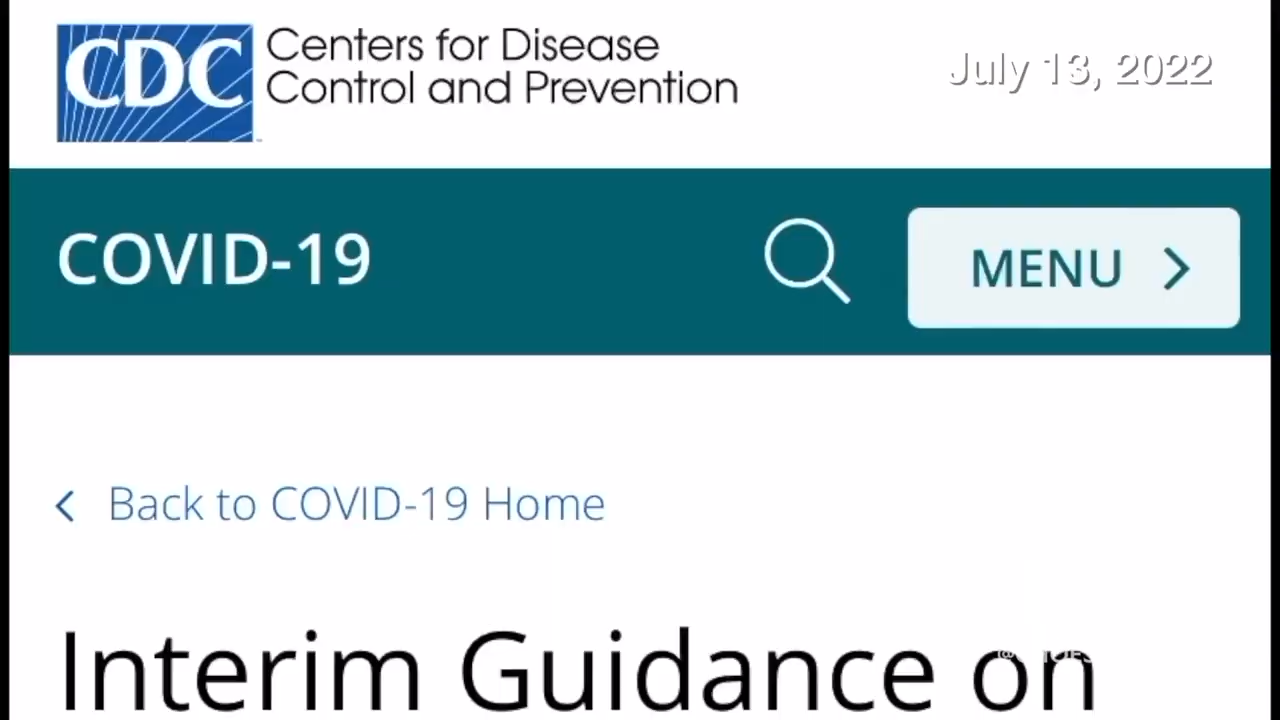 CDC Centers for Disease
Control and Prevention
July 13, 2022
COVID-19
MENU
Back to COVID-19 Home
Interim Guidance on